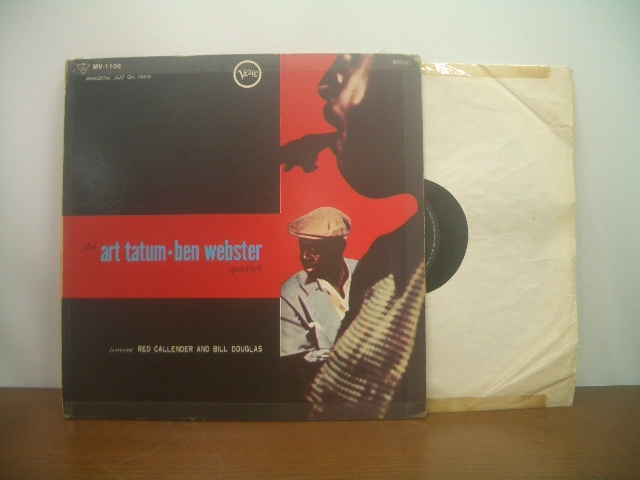 MV-1106
IMMORTAL JAZZ ON VERVE
Verve
MONO
the
art tatum · ben webster
quartet
featuring RED CALLENDER AND BILL DOUGLAS